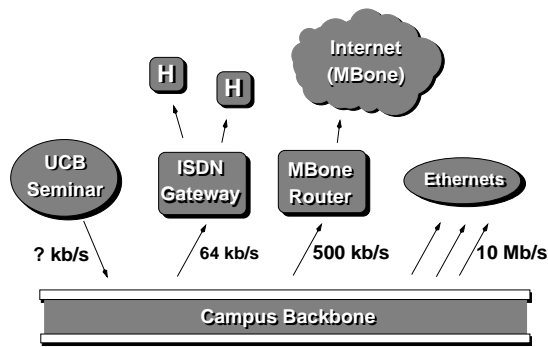 Internet
(MBone)
H
H
UCB
Seminar
ISDN
Gateway
MBone
Router
Ethernets
? kb/s
64 kb/s
500 kb/s
10 Mb/s
Campus Backbone